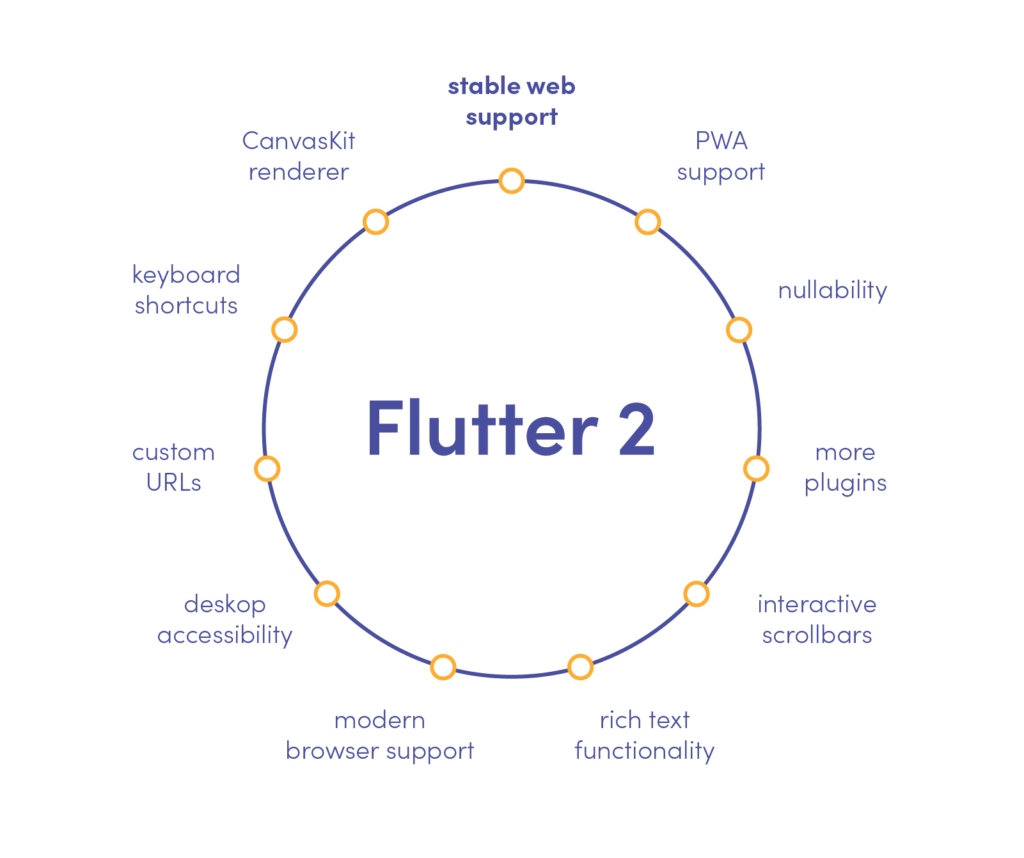 stable web
support
PWA
support
nullability
more
plugins
interactive
scrollbars
rich text
functionality
modern
browser support
deskop
accessibility
custom
URLs
keyboard
shortcuts
CanvasKit
renderer
Flutter 2